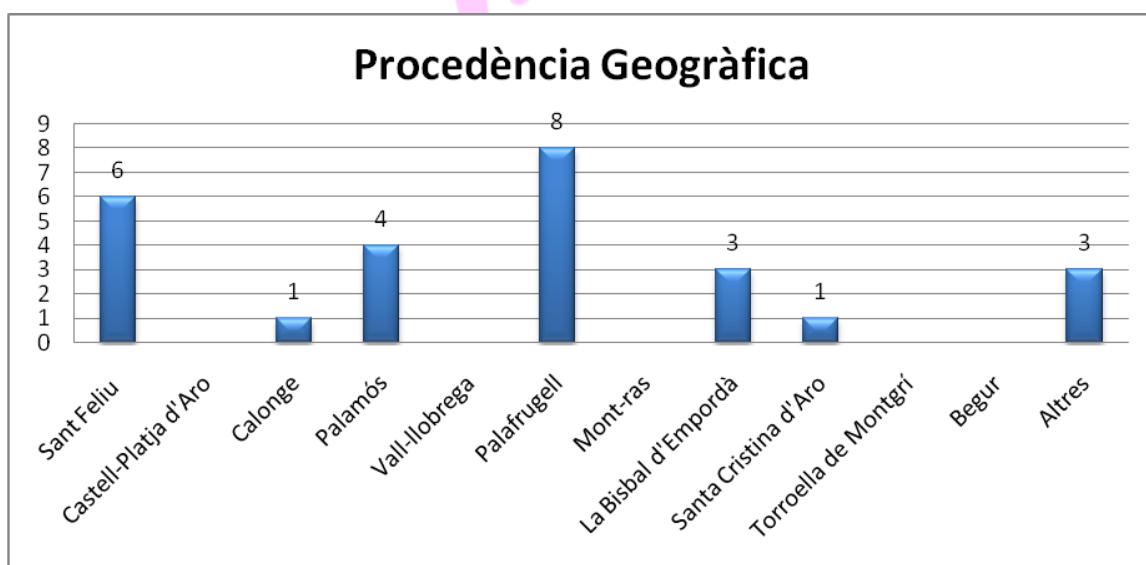 Procedència Geogràfica
9
8
7
6
5
4
3
2
1
0
6
1
4
8
3
1
3
Sant Feliu
Castell-Platja d'Aro
Calonge
Palamós
Vall-llobrega
Palafrugell
Mont-ras
La Bisbal d'Empordà
Santa Cristina d'Aro
Torroella de Montgrí
Begur
Altres